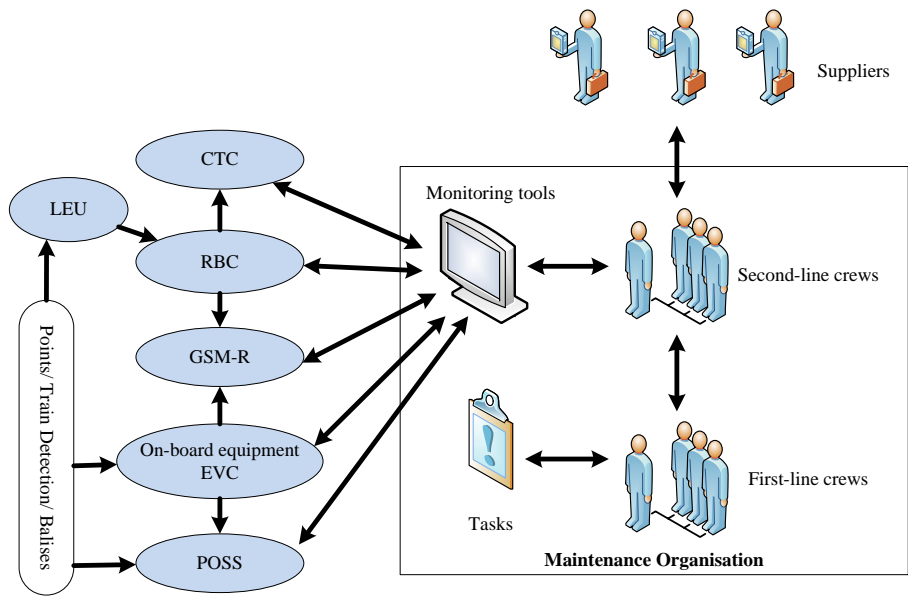 Suppliers
CTC
Monitoring tools
LEU
RBC
Second-line crews
Points/ Train Detection/ Balises
GSM-R
On-board equipment
EVC
First-line crews
Tasks
POSS
Maintenance Organisation